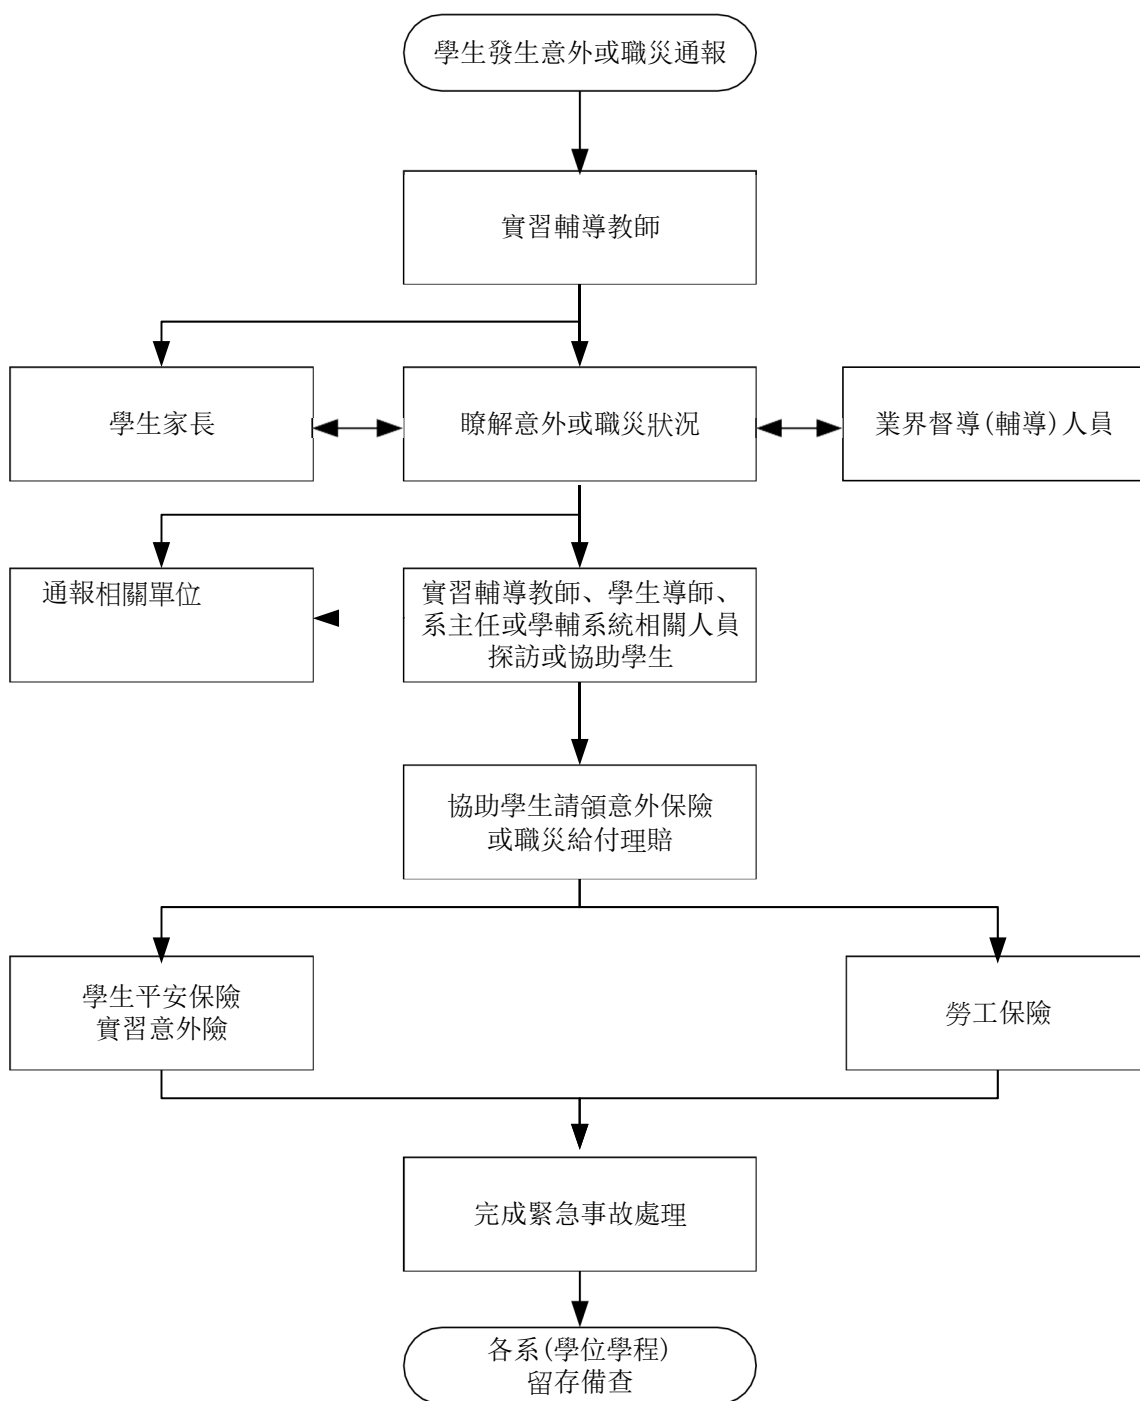 學生發生意外或職災通報
實習輔導教師
學生家長
瞭解意外或職災狀況
業界督導(輔導)人員
通報相關單位
實習輔導教師、學生導師、
系主任或學輔系統相關人員
探訪或協助學生
協助學生請領意外保險
或職災給付理賠
學生平安保險
實習意外險
勞工保險
完成緊急事故處理
各系(學位學程)
留存備查